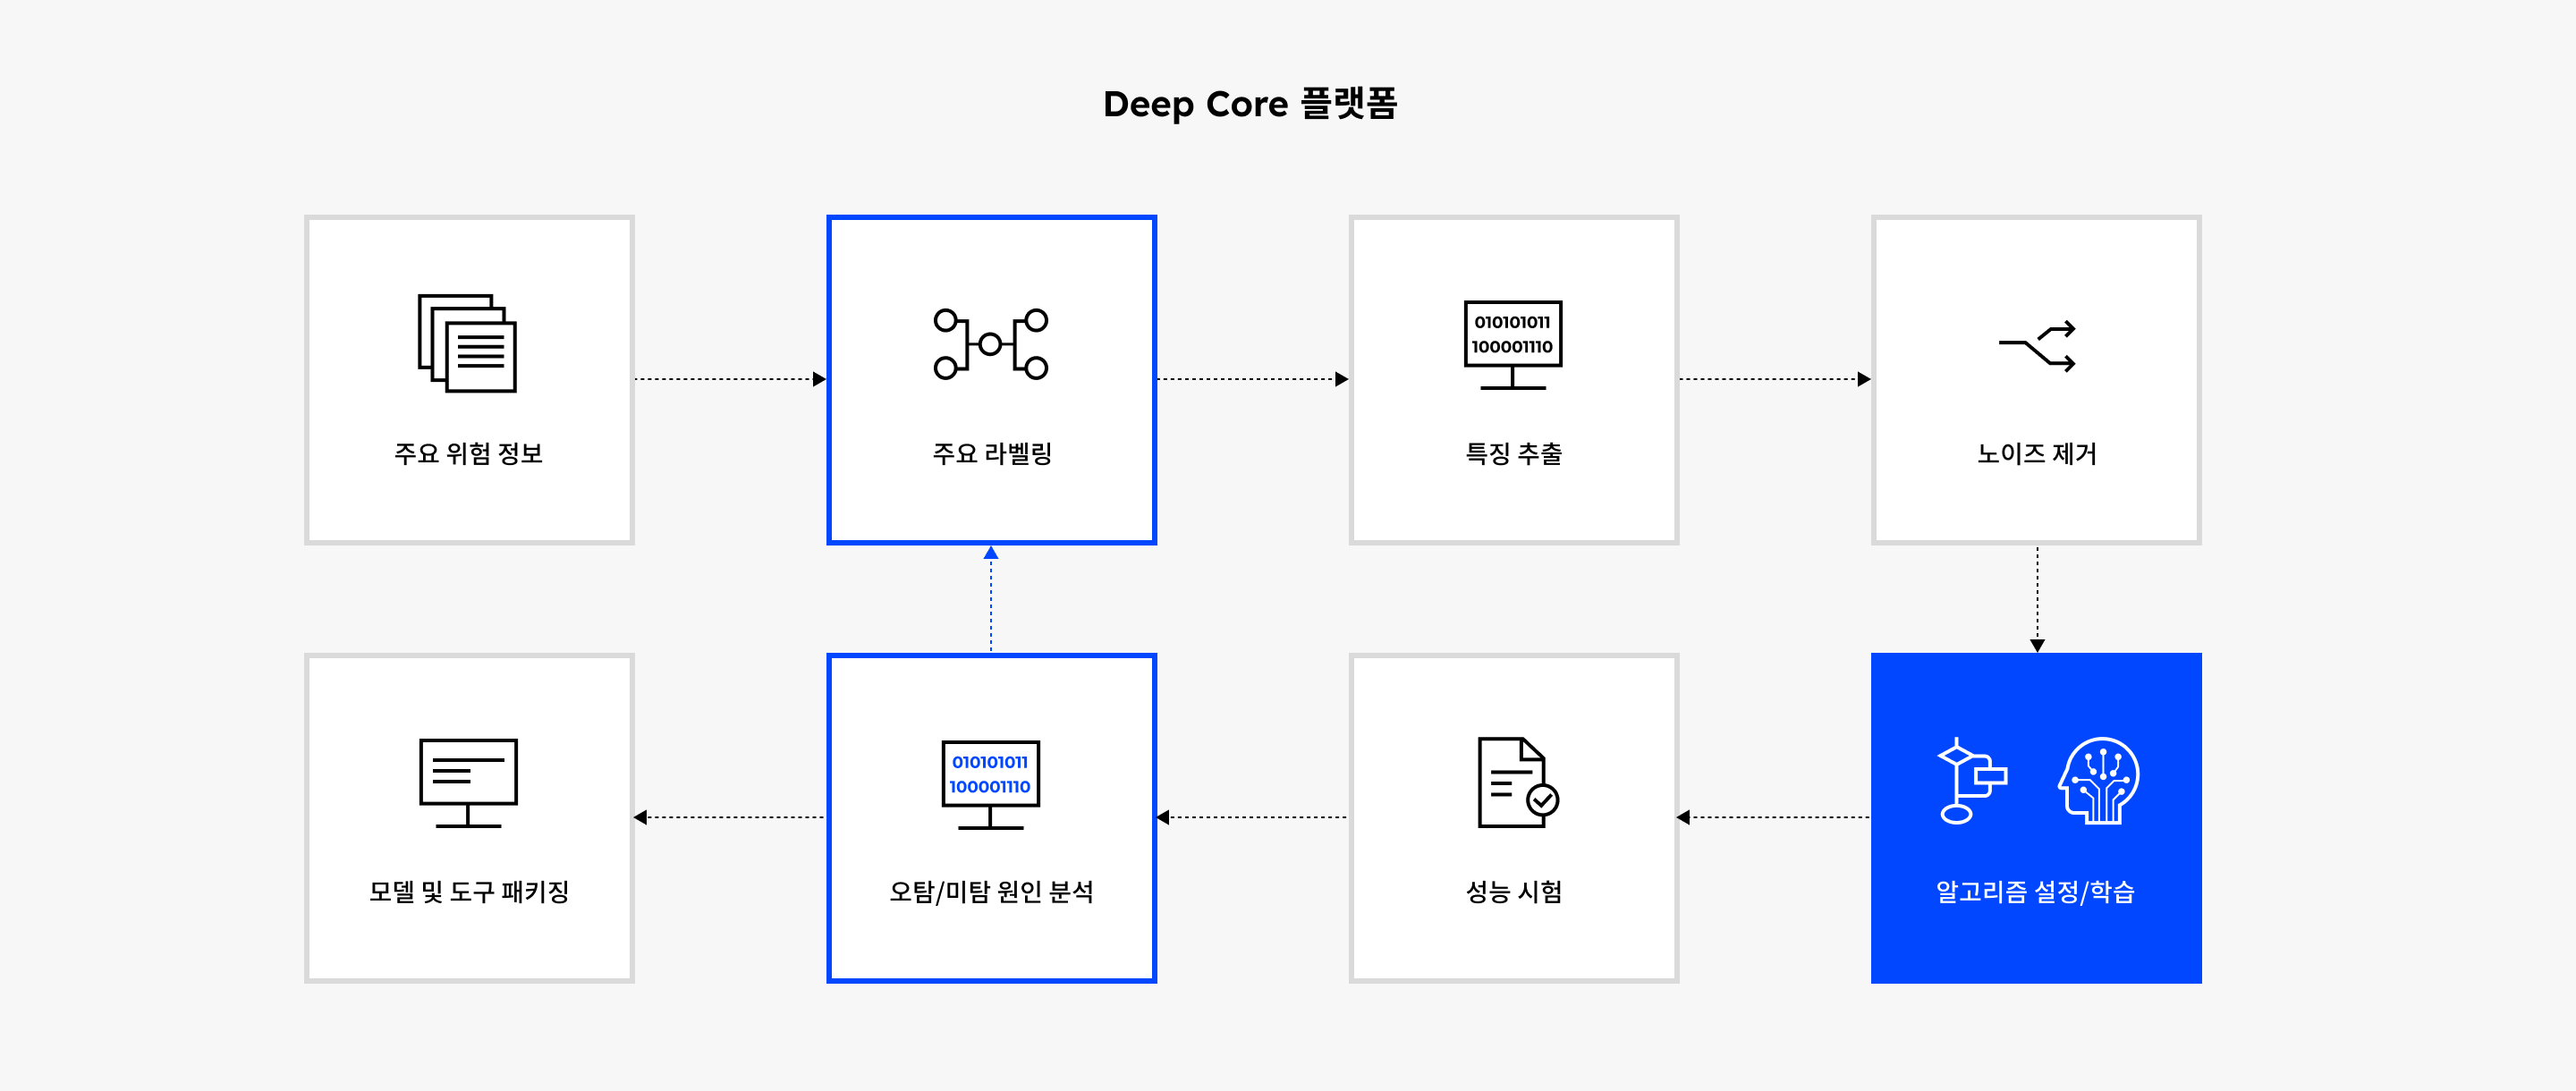 Deep Core 플랫폼
010101011
100001110
주요 위험 정보
주요 라벨링
특징 추출
노이즈 제거
010101011
100001110
모델 및 도구 패키징
오탐/미탐 원인 분석
성능 시험
알고리즘 설정/학습